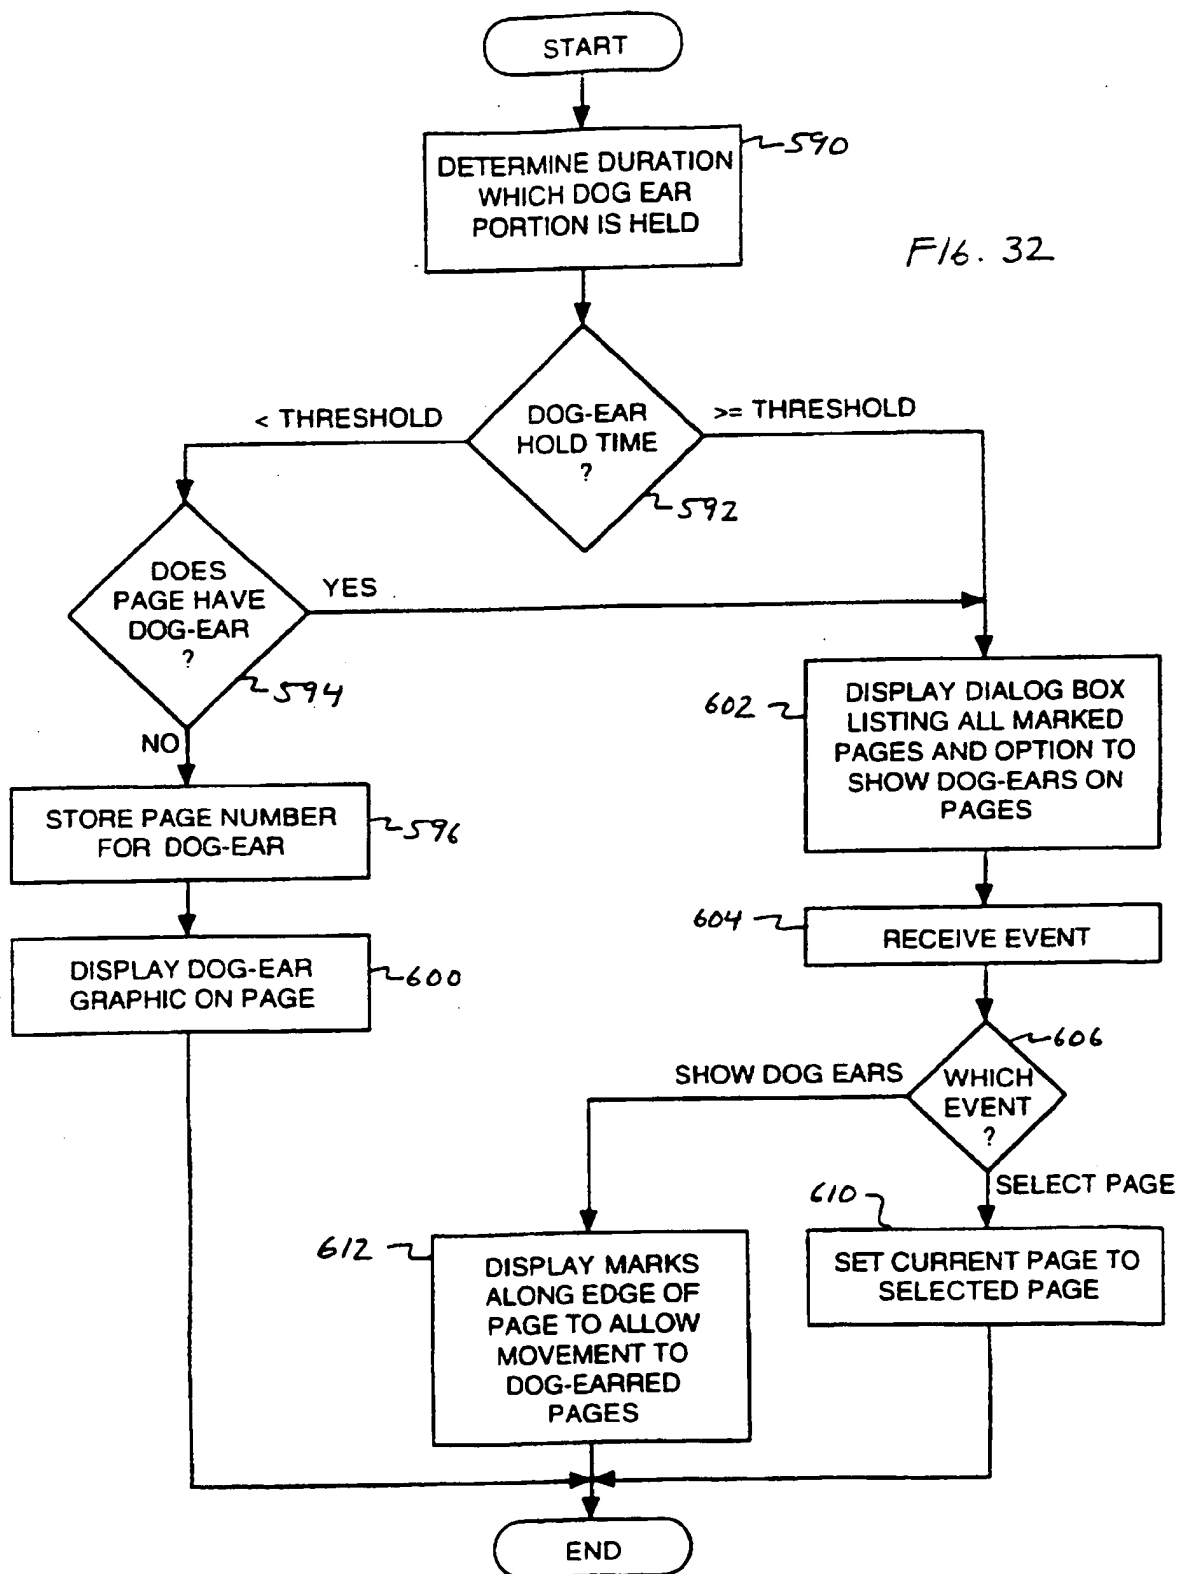 START
DETERMINE DURATION
WHICH DOG EAR
PORTION IS HELD
590
FIG. 32
< THRESHOLD
DOG-EAR
HOLD TIME
?
>= THRESHOLD
592
DOES
PAGE HAVE
DOG-EAR
?
YES
594
NO
602
DISPLAY DIALOG BOX
LISTING ALL MARKED
PAGES AND OPTION TO
SHOW DOG-EARS ON
PAGES
STORE PAGE NUMBER
FOR DOG-EAR
596
604
RECEIVE EVENT
DISPLAY DOG-EAR
GRAPHIC ON PAGE
600
606
SHOW DOG EARS
WHICH
EVENT
?
SELECT PAGE
610
SET CURRENT PAGE TO
SELECTED PAGE
612
DISPLAY MARKS
ALONG EDGE OF
PAGE TO ALLOW
MOVEMENT TO
DOG-EARRED
PAGES
END